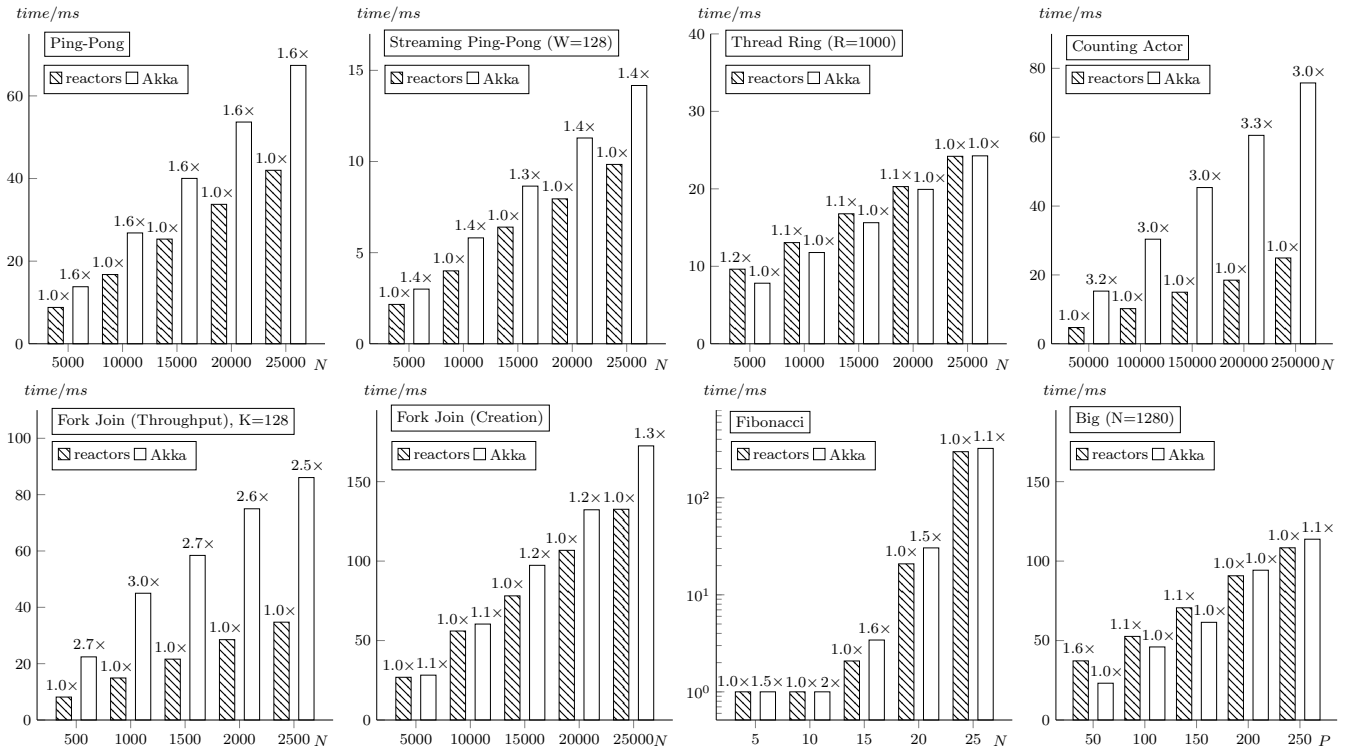 time/ms
Ping-Pong
reactors Akka
60
40
20
0
1.0× 1.6× 1.0× 1.6× 1.0× 1.6× 1.0× 1.6× 1.0× 1.6×
5000 10000 15000 20000 25000 N
time/ms
Streaming Ping-Pong (W=128)
reactors Akka
15
10
5
0
1.0× 1.4× 1.0× 1.4× 1.0× 1.3× 1.0× 1.4× 1.0× 1.4×
5000 10000 15000 20000 25000 N
time/ms
Thread Ring (R=1000)
reactors Akka
40
30
20
10
0
1.2× 1.0× 1.1× 1.0× 1.1× 1.0× 1.1× 1.0× 1.0× 1.0×
5000 10000 15000 20000 25000 N
time/ms
Counting Actor
reactors Akka
80
60
40
20
0
1.0× 3.2× 1.0× 3.0× 1.0× 3.0× 1.0× 3.3× 1.0× 3.0×
50000 100000 150000 200000 250000 N
time/ms
Fork Join (Throughput), K=128
reactors Akka
100
80
60
40
20
0
1.0× 2.7× 1.0× 3.0× 1.0× 2.7× 1.0× 2.6× 1.0× 2.5×
500 1000 1500 2000 2500 N
time/ms
Fork Join (Creation)
reactors Akka
150
100
50
0
1.0× 1.1× 1.0× 1.1× 1.0× 1.2× 1.0× 1.2× 1.0× 1.3×
5000 10000 15000 20000 25000 N
time/ms
Fibonacci
reactors Akka
10²
10¹
10⁰
1.0× 1.5× 1.0× 2× 1.0× 1.6× 1.0× 1.5× 1.0× 1.1×
5 10 15 20 25 N
time/ms
Big (N=1280)
reactors Akka
150
100
50
0
1.6× 1.0× 1.1× 1.0× 1.1× 1.0× 1.0× 1.0× 1.0× 1.1×
50 100 150 200 250 P